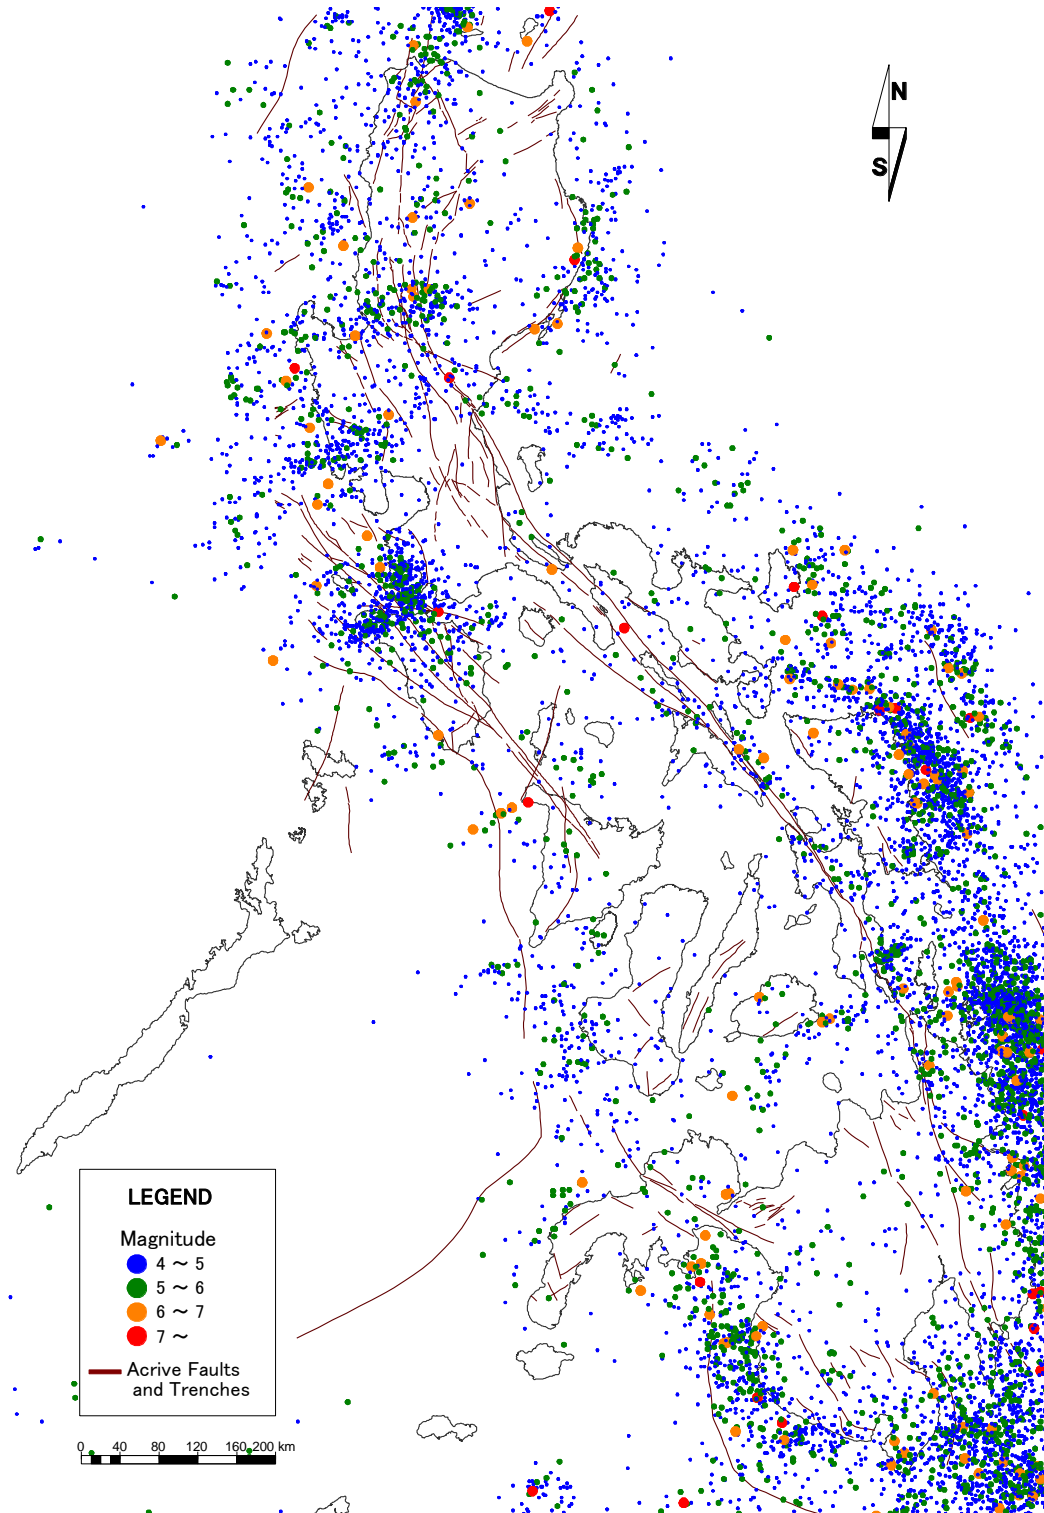 N
S
LEGEND
Magnitude
4 ～ 5
5 ～ 6
6 ～ 7
7 ～
Acrive Faults
and Trenches
0 40 80 120 160 200 km